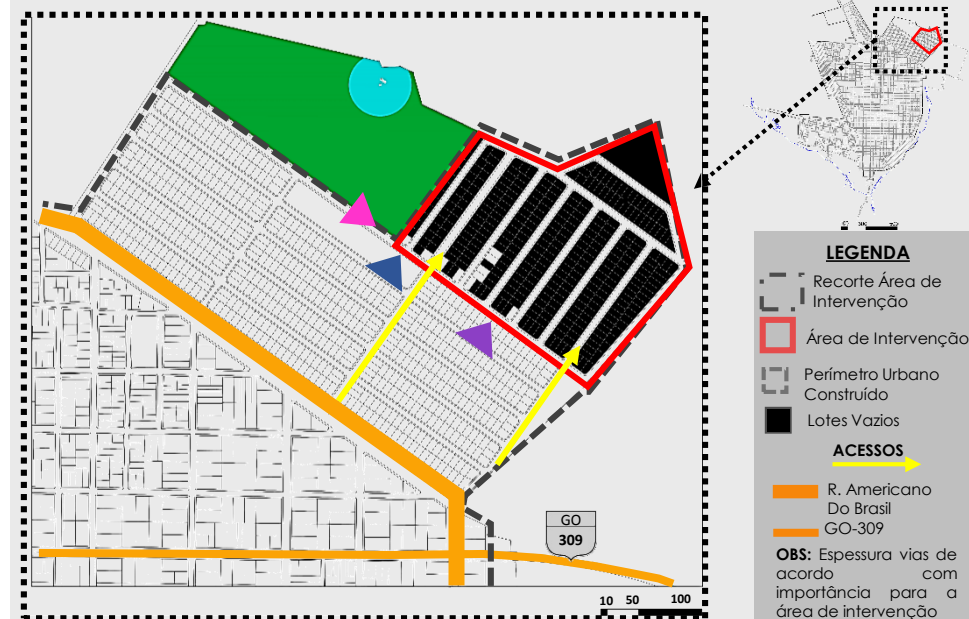 LEGENDA
Recorte Área de
Intervenção
Área de Intervenção
Perímetro Urbano
Construído
Lotes Vazios
ACESSOS
R. Americano
Do Brasil
GO-309
OBS: Espessura vias de
acordo com
importância para a
área de intervenção
GO
309
10 50 100